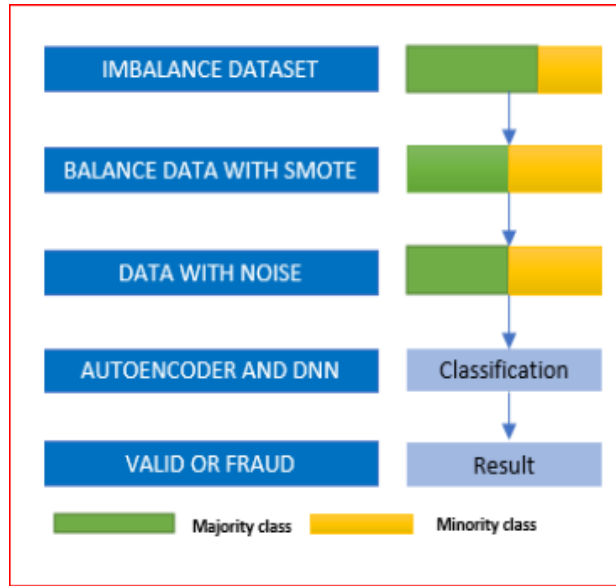 IMBALANCE DATASET
BALANCE DATA WITH SMOTE
DATA WITH NOISE
AUTOENCODER AND DNN
Classification
VALID OR FRAUD
Result
Majority class
Minority class